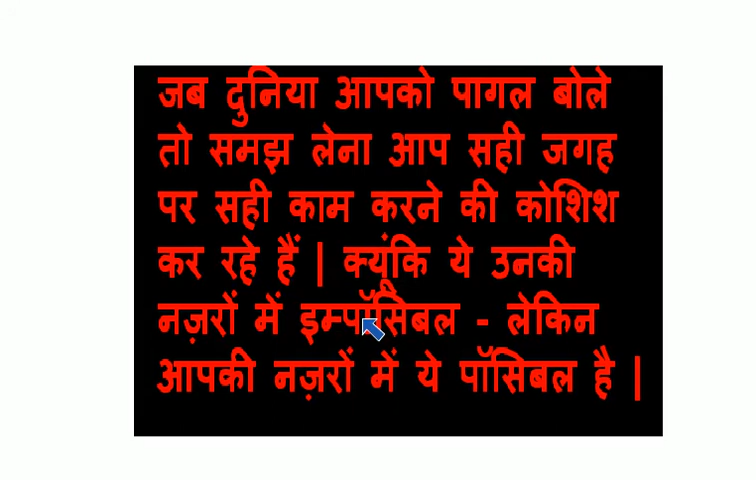 जब दुनिया आपको पागल बोले
तो समझ लेना आप सही जगह
पर सही काम करने की कोशिश
कर रहे हैं | क्यूंकि ये उनकी
नज़रों में इम्पॉसिबल - लेकिन
आपकी नज़रों में ये पॉसिबल है |